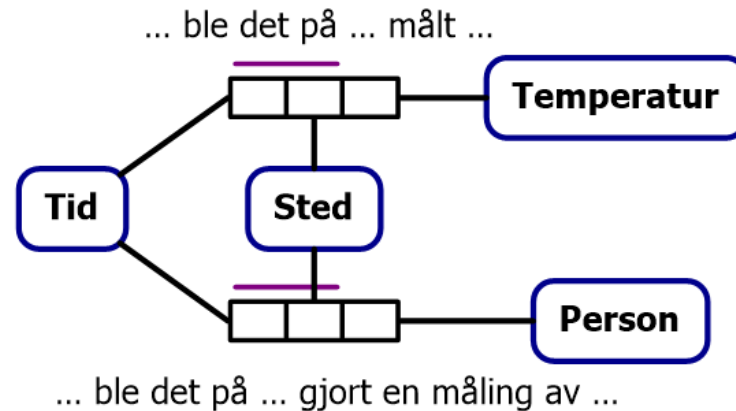 ... ble det på ... målt ...
Temperatur
Tid
Sted
Person
... ble det på ... gjort en måling av ...